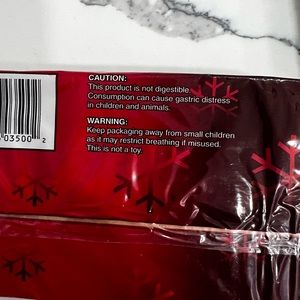 CAUTION:
This product is not digestible.
Consumption can cause gastric distress
in children and animals.
WARNING:
Keep packaging away from small children
as it may restrict breathing if misused.
This is not a toy.
03500 2